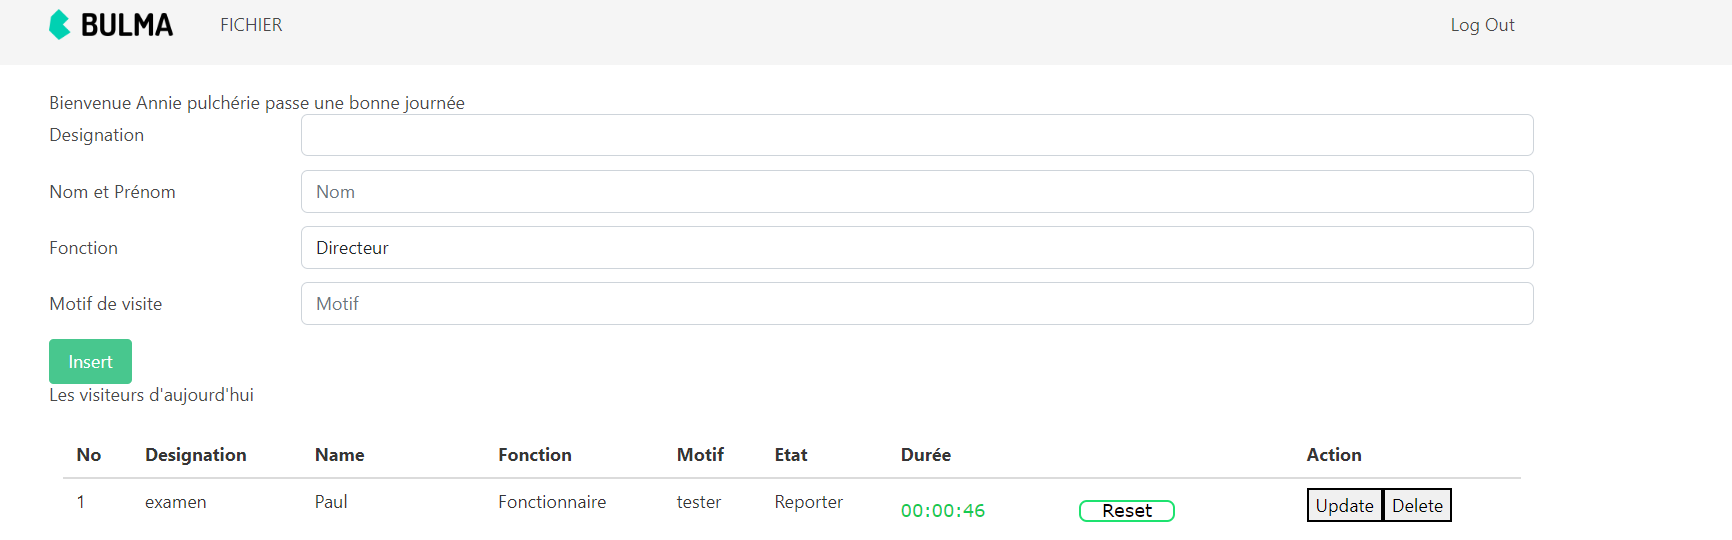 BULMA FICHIER Log Out
Bienvenue Annie pulchérie passe une bonne journée
Designation
Nom et Prénom Nom
Fonction Directeur
Motif de visite Motif
Insert
Les visiteurs d'aujourd'hui
No Designation Name Fonction Motif Etat Durée Action
1 examen Paul Fonctionnaire tester Reporter 00:00:46 Reset Update Delete